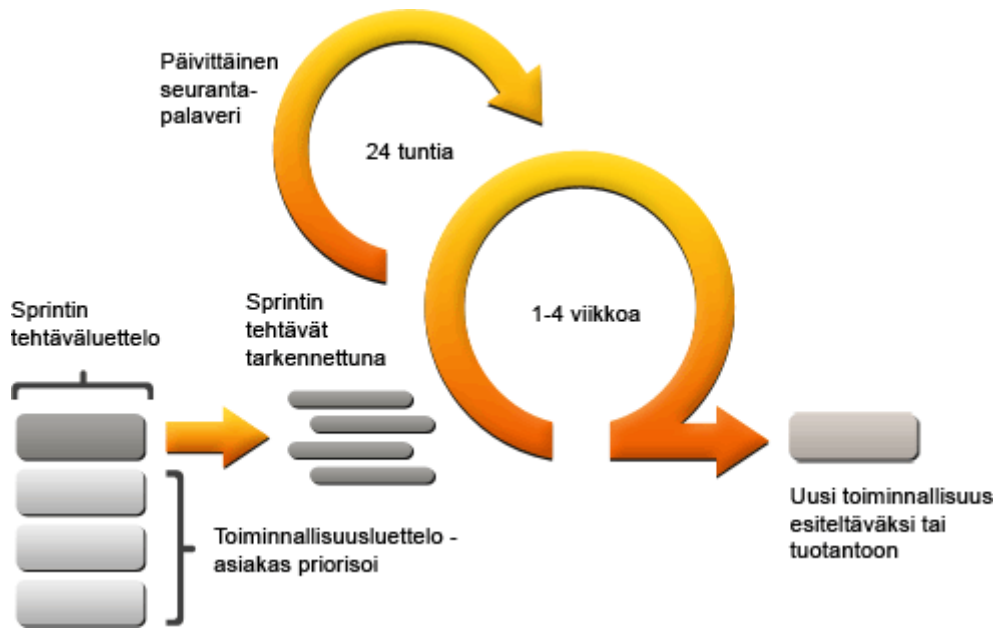 Päivittäinen
seuranta-
palaveri
24 tuntia
Sprintin
tehtäväluettelo
Sprintin
tehtävät
tarkennettuna
1-4 viikkoa
Toiminnallisuusluettelo -
asiakas priorisoi
Uusi toiminnallisuus
esiteltäväksi tai
tuotantoon